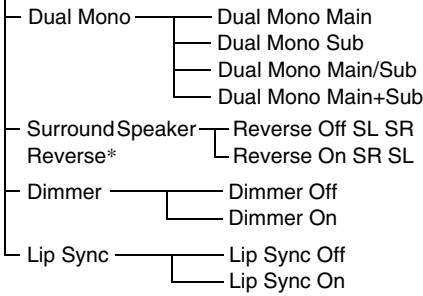 Dual Mono Dual Mono Main
Dual Mono Sub
Dual Mono Main/Sub
Dual Mono Main+Sub
Surround Speaker Reverse Off SL SR
Reverse* Reverse On SR SL
Dimmer Dimmer Off
Dimmer On
Lip Sync Lip Sync Off
Lip Sync On